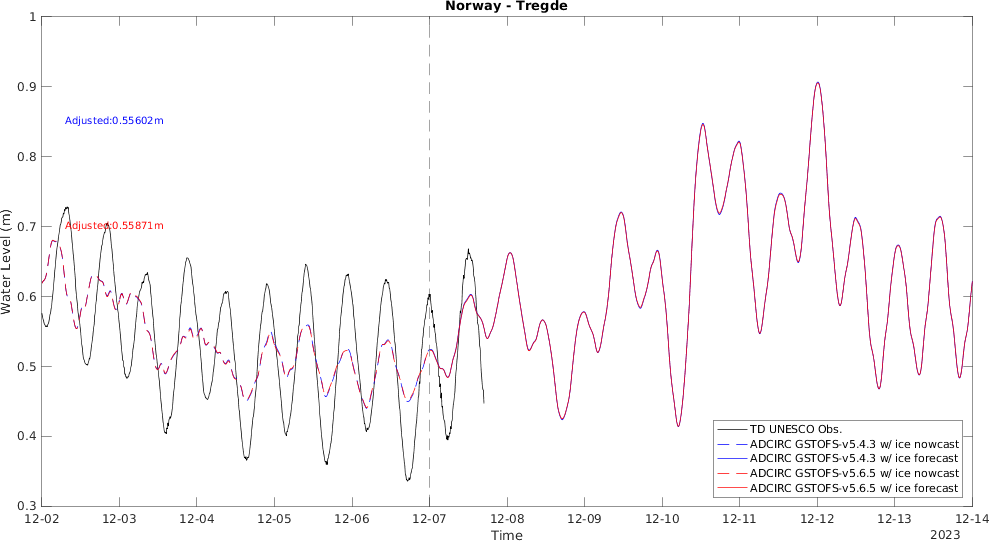 Norway - Tregde
Water Level (m)
1
0.9
0.8
0.7
0.6
0.5
0.4
0.3
Adjusted:0.55602m
Adjusted:0.55871m
TD UNESCO Obs.
ADCIRC GSTOFS-v5.4.3 w/ ice nowcast
ADCIRC GSTOFS-v5.4.3 w/ ice forecast
ADCIRC GSTOFS-v5.6.5 w/ ice nowcast
ADCIRC GSTOFS-v5.6.5 w/ ice forecast
12-02 12-03 12-04 12-05 12-06 12-07 12-08 12-09 12-10 12-11 12-12 12-13 12-14
Time
2023